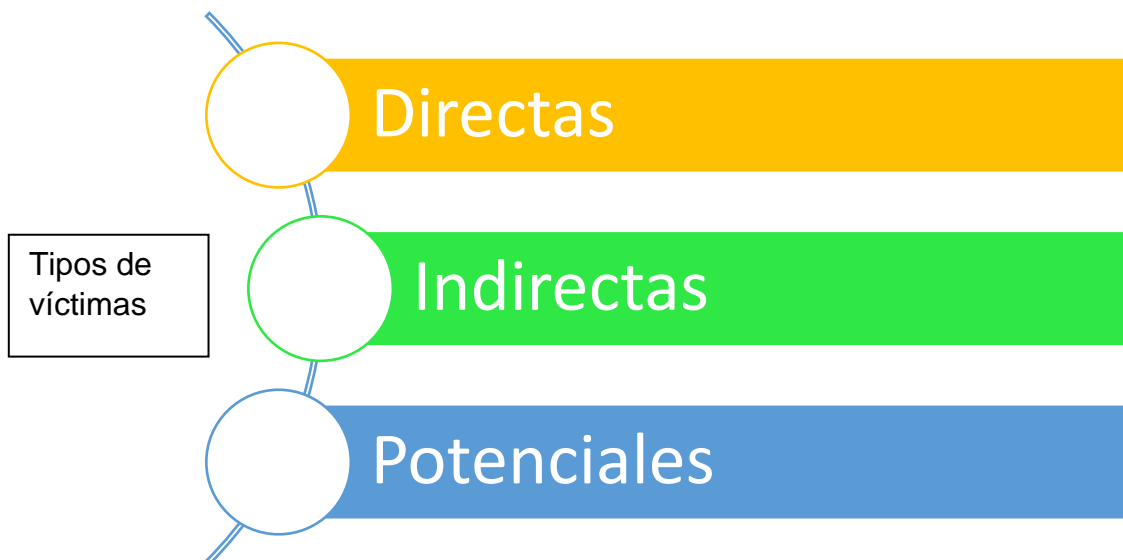 Directas
Tipos de
víctimas
Indirectas
Potenciales